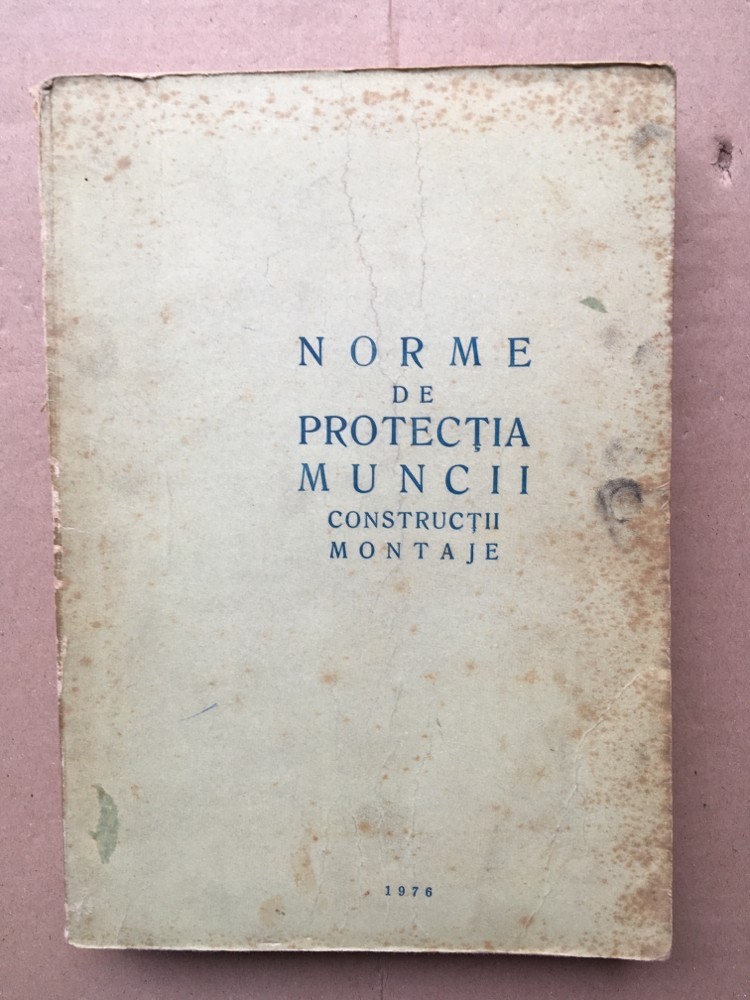 NORME
DE
PROTECȚIA
MUNCII
CONSTRUCȚII
MONTAJE
1976